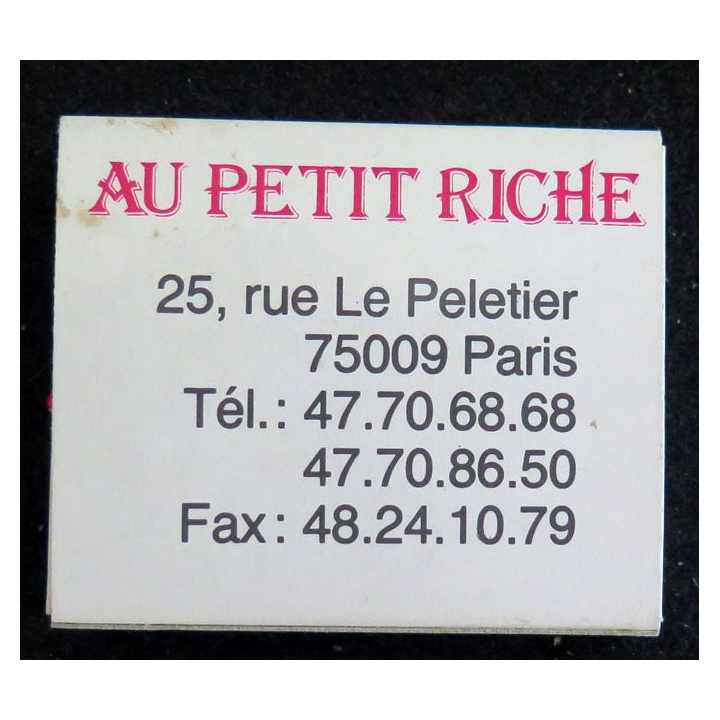 AU PETIT RICHE
25, rue Le Peletier
75009 Paris
Tél.: 47.70.68.68
47.70.86.50
Fax: 48.24.10.79